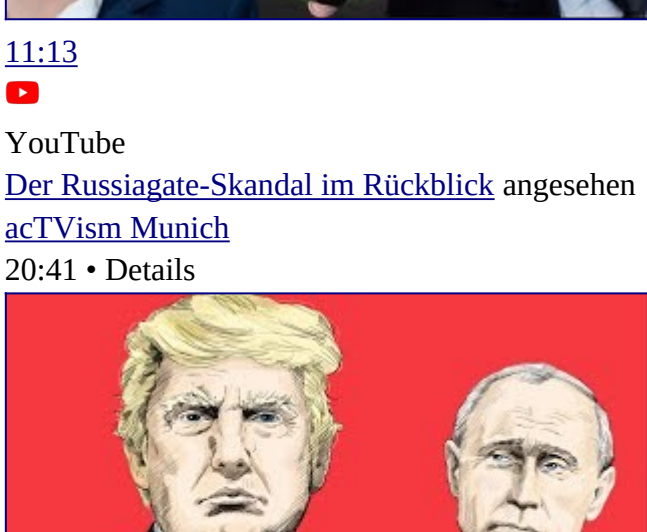 11:13
YouTube
Der Russiagate-Skandal im Rückblick angesehen
acTVism Munich
20:41 • Details